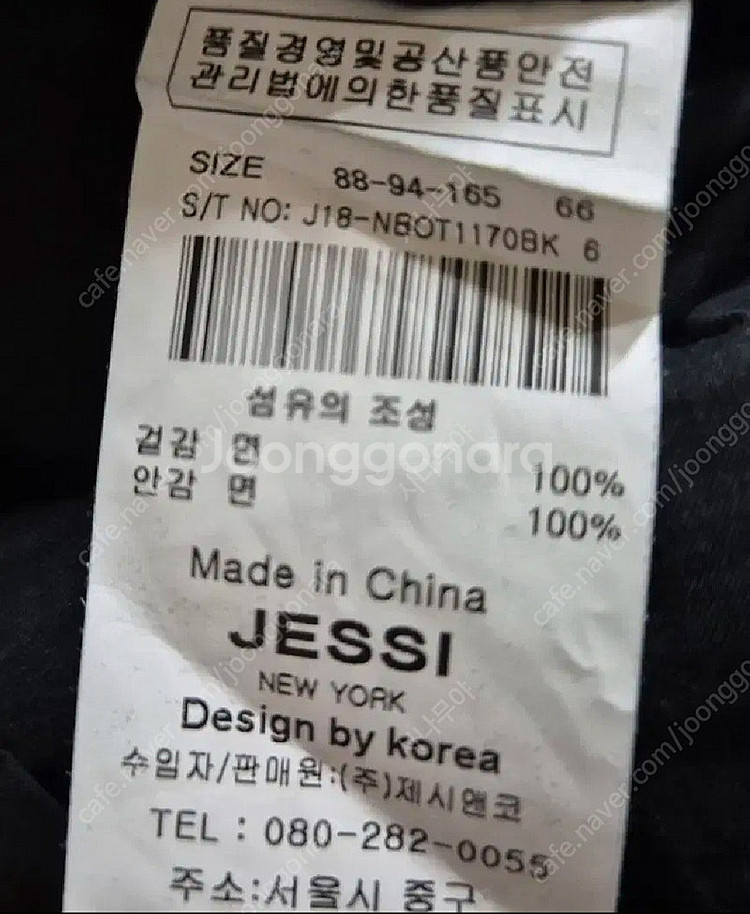 품질경영및공산품안전
관리법에의한품질표시
SIZE 88-94-165 66
S/T NO: J18-NBOT1170BK 6
섬유의 조성
겉감 면 100%
안감 면 100%
Joonggonara
Made in China
JESSI
NEW YORK
Design by korea
수입자/판매원:(주)제시앤코
TEL : 080-282-0055
주소:서울시 중구
cafe.naver.com/joonggonara